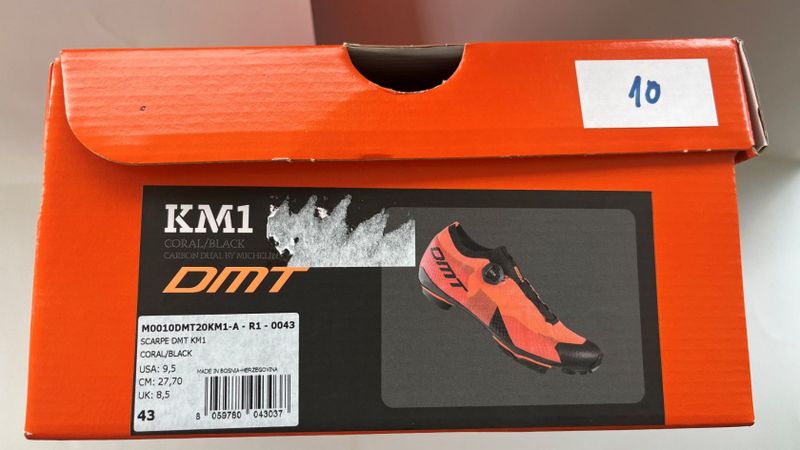 10
KM1
CORAL/BLACK
CARBON DUAL BY MICHELIN
DMT
DMT
M0010DMT20KM1-A - R1 - 0043
SCARPE DMT KM1
CORAL/BLACK
USA: 9,5
MADE IN BOSNIA-HERZEGOVINA
CM: 27,70
UK: 8,5
43
8 059780 043037